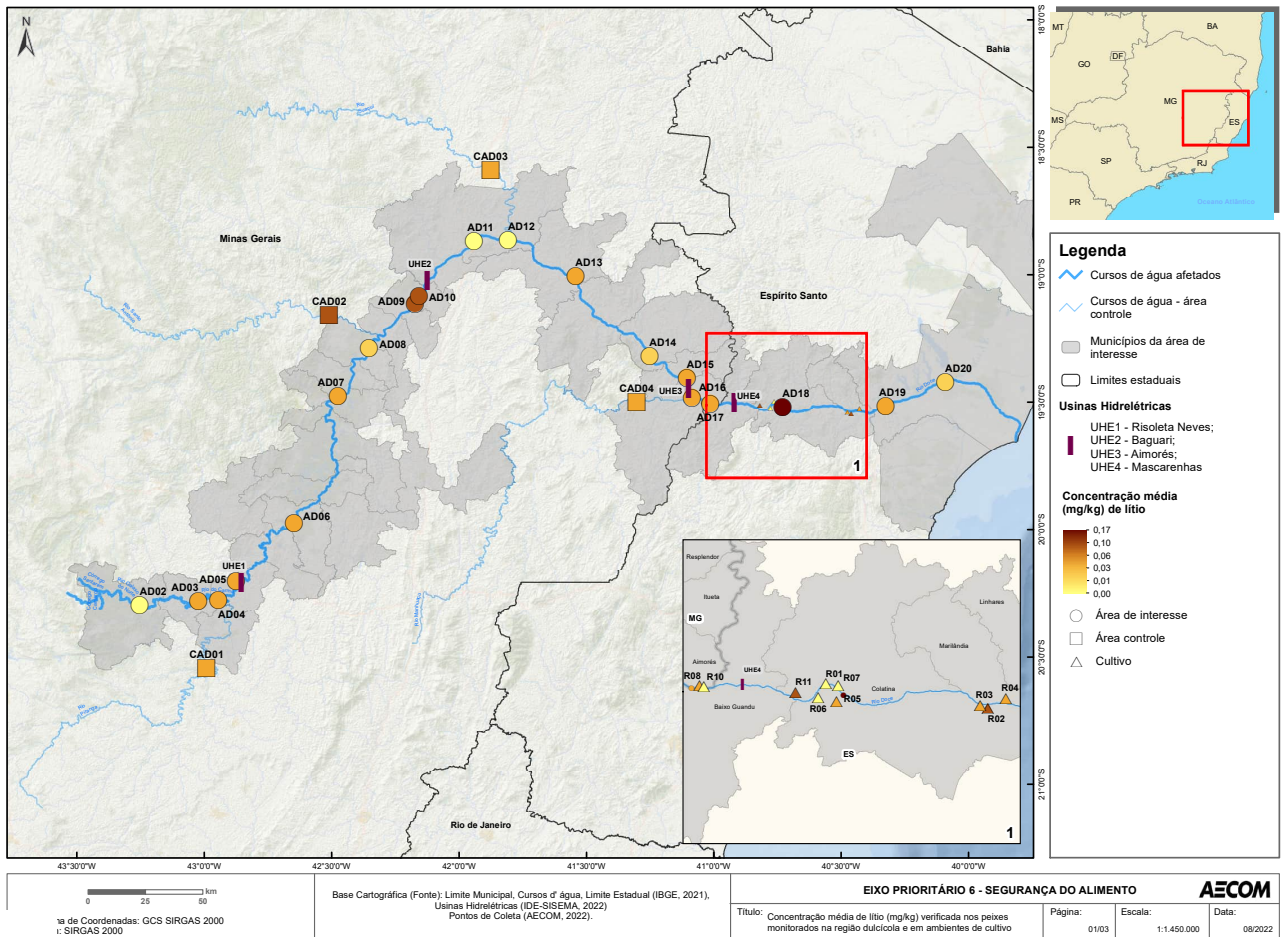 N
Bahia
Minas Gerais
Espírito Santo
Rio de Janeiro
CAD03
AD11
AD12
UHE2
AD13
CAD02
AD09
AD10
AD08
AD14
AD15
AD07
CAD04
UHE3
AD16
UHE4
AD18
AD20
AD19
AD17
1
AD06
UHE1
AD05
AD02
AD03
AD04
CAD01
Rio Doce
Resplendor
Itueta
MG
Linhares
Marilândia
Aimorés
UHE4
R08
R10
R11
R01
R07
Colatina
R03
R04
R05
Rio Doce
R06
R02
Baixo Guandu
ES
1
43°30'0"W
43°0'0"W
42°30'0"W
42°0'0"W
41°30'0"W
41°0'0"W
40°30'0"W
40°0'0"W
18°0'0"S
18°30'0"S
19°0'0"S
19°30'0"S
20°0'0"S
20°30'0"S
21°0'0"S
MT
BA
DF
GO
MG
ES
MS
SP
RJ
PR
Oceano Atlântico
Legenda
Cursos de água afetados
Cursos de água - área
controle
Municípios da área de
interesse
Limites estaduais
Usinas Hidrelétricas
UHE1 - Risoleta Neves;
UHE2 - Baguari;
UHE3 - Aimorés;
UHE4 - Mascarenhas
Concentração média
(mg/kg) de lítio
0,17
0,10
0,06
0,03
0,01
0,00
Área de interesse
Área controle
Cultivo
km
0 25 50
na de Coordenadas: GCS SIRGAS 2000
: SIRGAS 2000
Base Cartográfica (Fonte): Limite Municipal, Cursos d' água, Limite Estadual (IBGE, 2021),
Usinas Hidrelétricas (IDE-SISEMA, 2022)
Pontos de Coleta (AECOM, 2022).
EIXO PRIORITÁRIO 6 - SEGURANÇA DO ALIMENTO
AECOM
Título: Concentração média de lítio (mg/kg) verificada nos peixes
monitorados na região dulcícola e em ambientes de cultivo
Página:
01/03
Escala:
1:1.450.000
Data:
08/2022